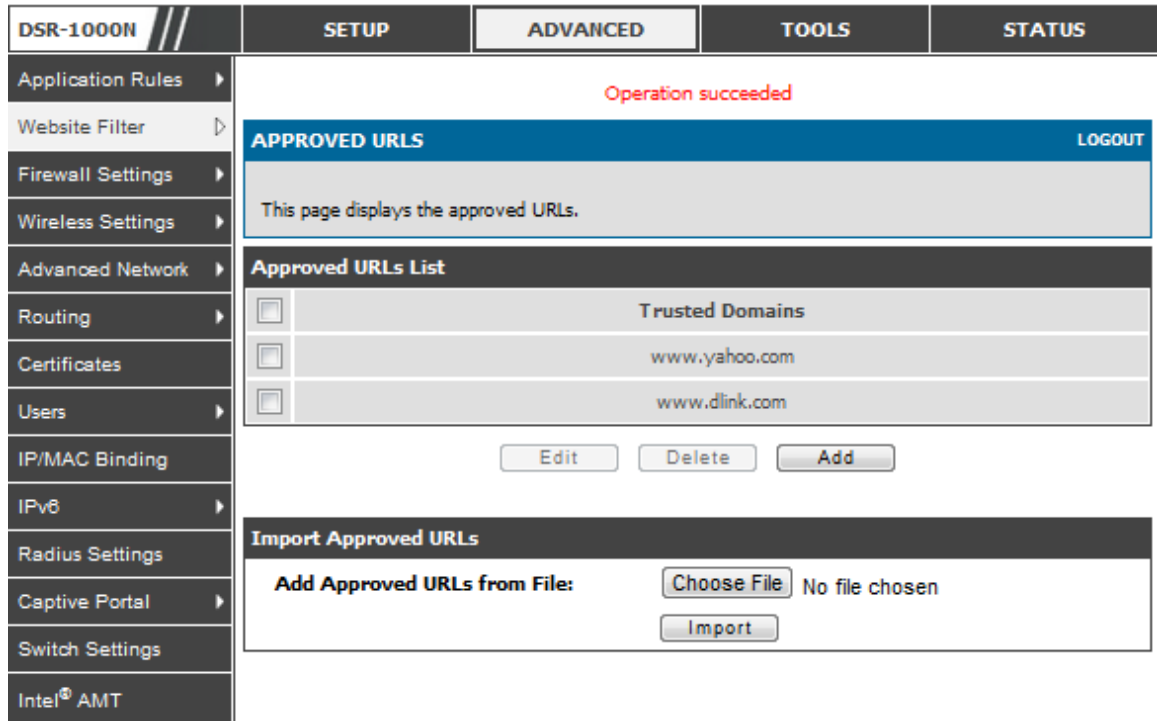 DSR-1000N
SETUP
ADVANCED
TOOLS
STATUS
Application Rules
Website Filter
Firewall Settings
Wireless Settings
Advanced Network
Routing
Certificates
Users
IP/MAC Binding
IPv6
Radius Settings
Captive Portal
Switch Settings
Intel® AMT
Operation succeeded
APPROVED URLS LOGOUT
This page displays the approved URLs.
Approved URLs List
Trusted Domains
www.yahoo.com
www.dlink.com
Edit Delete Add
Import Approved URLs
Add Approved URLs from File: Choose File No file chosen
Import